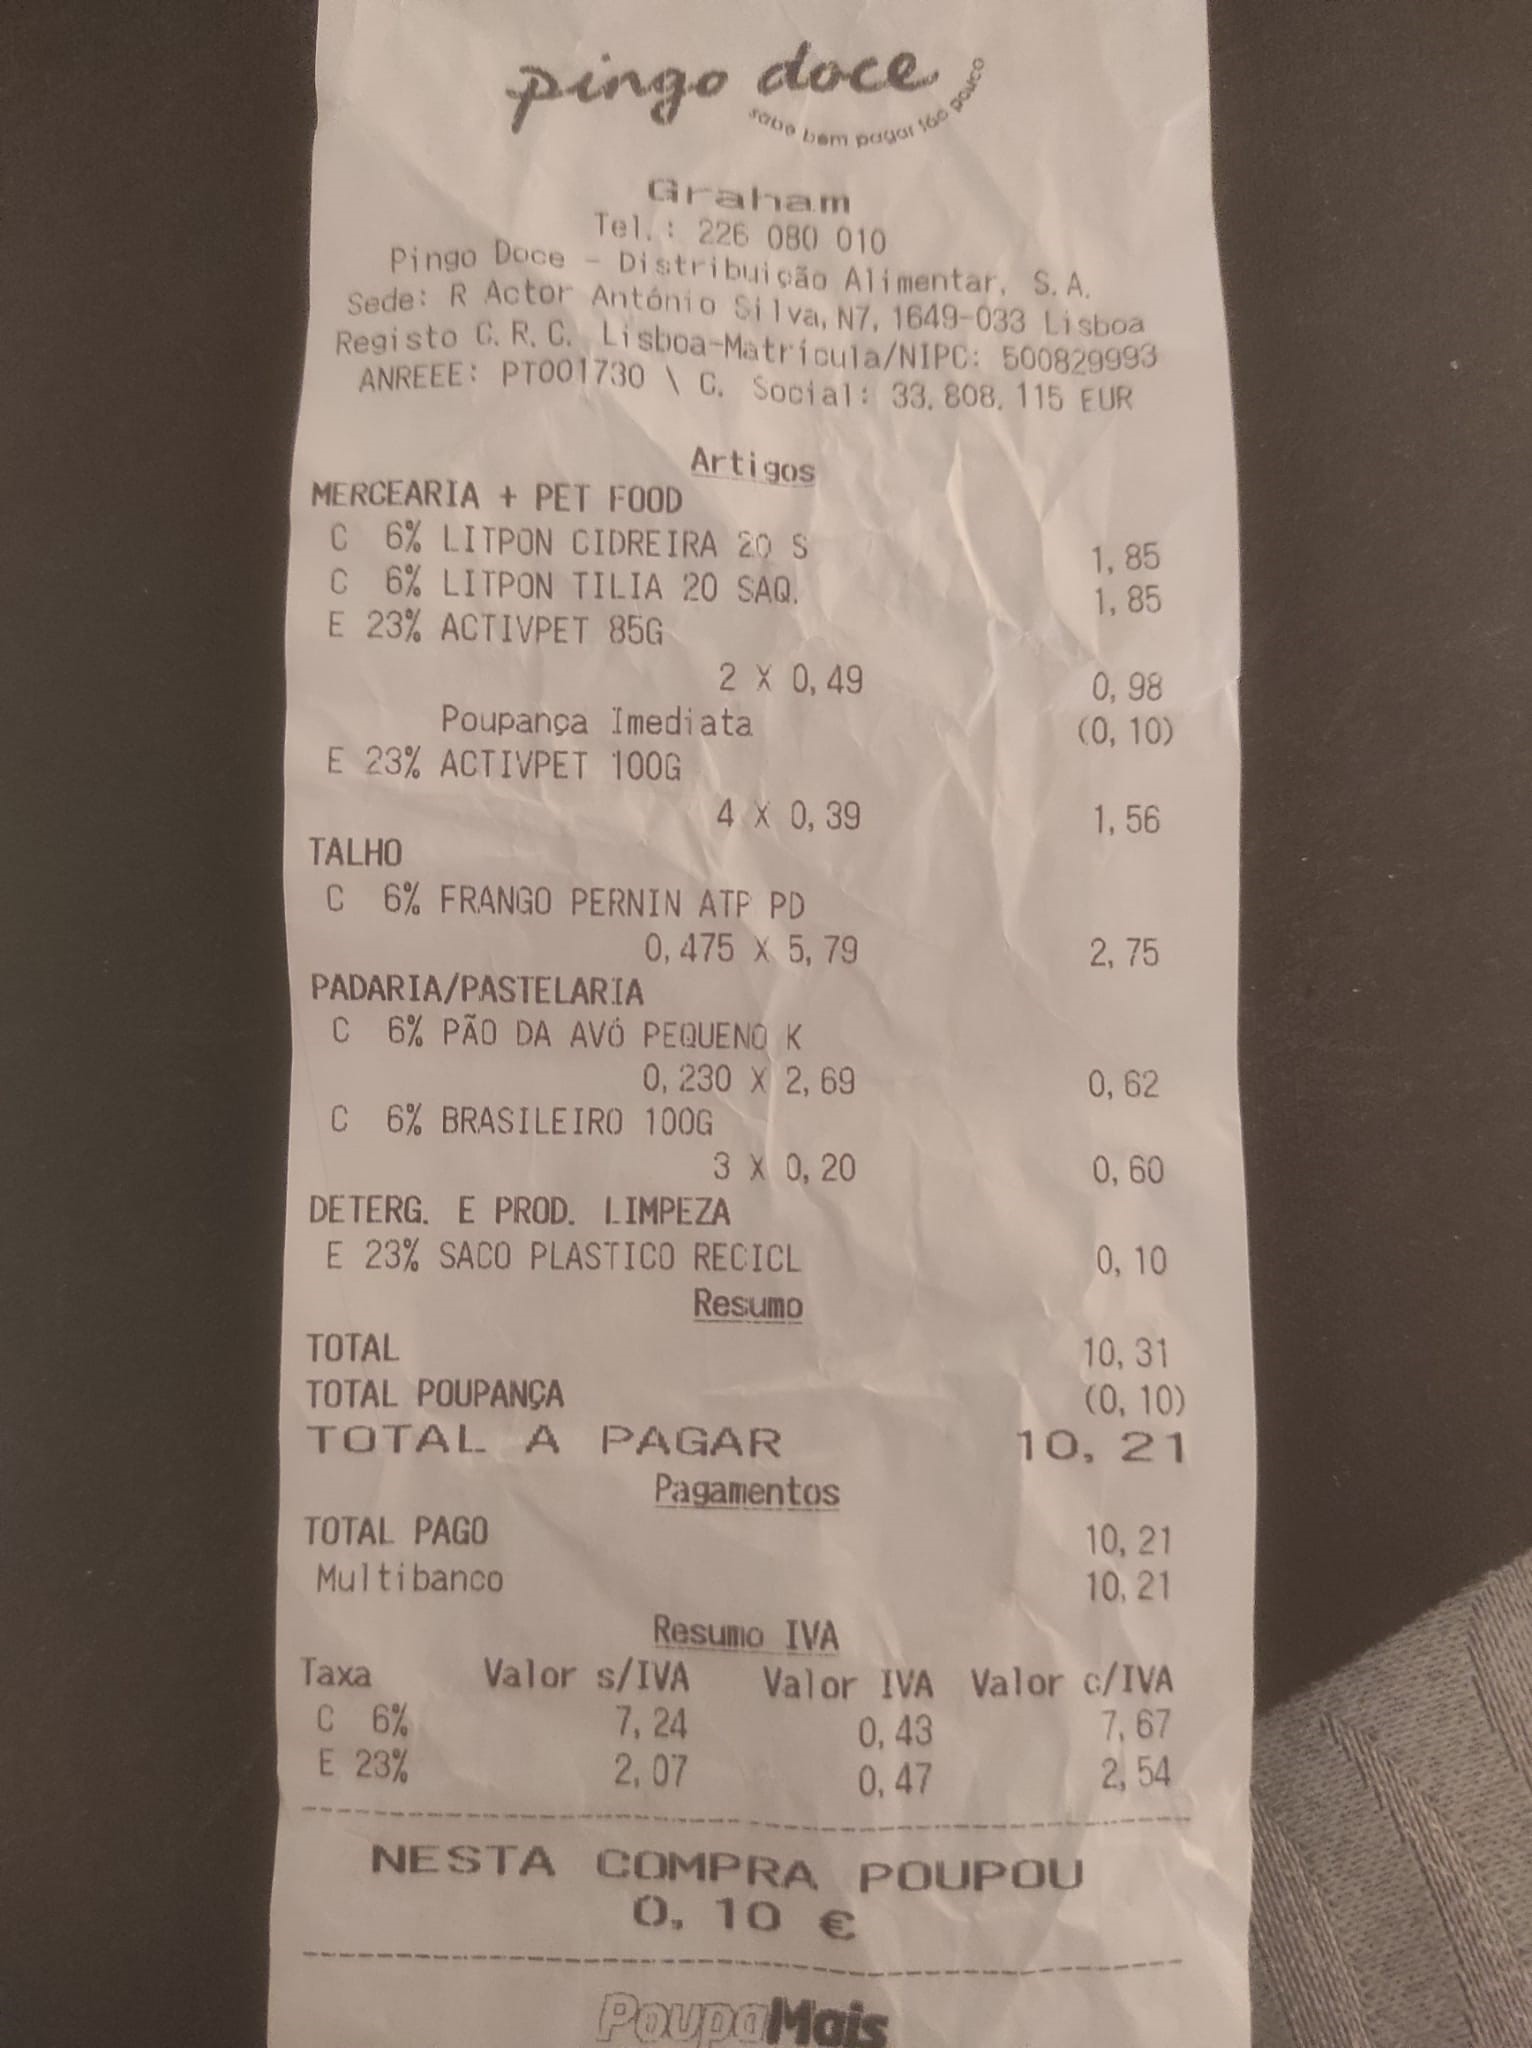 pingo doce
sabe bem pagar tão pouco
Graham
Tel.: 226 080 010
Pingo Doce - Distribuição Alimentar, S.A.
Sede: R Actor António Silva, N7, 1649-033 Lisboa
Registo C.R.C. Lisboa-Matrícula/NIPC: 500829993
ANREEE: PT001730 \ C. Social: 33.808.115 EUR
Artigos
MERCEARIA + PET FOOD
C 6% LITPON CIDREIRA 20 S 1,85
C 6% LITPON TILIA 20 SAQ. 1,85
E 23% ACTIVPET 85G
2 X 0,49 0,98
Poupança Imediata (0,10)
E 23% ACTIVPET 100G
4 X 0,39 1,56
TALHO
C 6% FRANGO PERNIN ATP PD
0,475 X 5,79 2,75
PADARIA/PASTELARIA
C 6% PÃO DA AVÓ PEQUENO K
0,230 X 2,69 0,62
C 6% BRASILEIRO 100G
3 X 0,20 0,60
DETERG. E PROD. LIMPEZA
E 23% SACO PLASTICO RECICL 0,10
Resumo
TOTAL 10,31
TOTAL POUPANÇA (0,10)
TOTAL A PAGAR 10,21
Pagamentos
TOTAL PAGO 10,21
Multibanco 10,21
Resumo IVA
Taxa Valor s/IVA Valor IVA Valor c/IVA
C 6% 7,24 0,43 7,67
E 23% 2,07 0,47 2,54
NESTA COMPRA POUPOU
0,10 €
PoupaMais